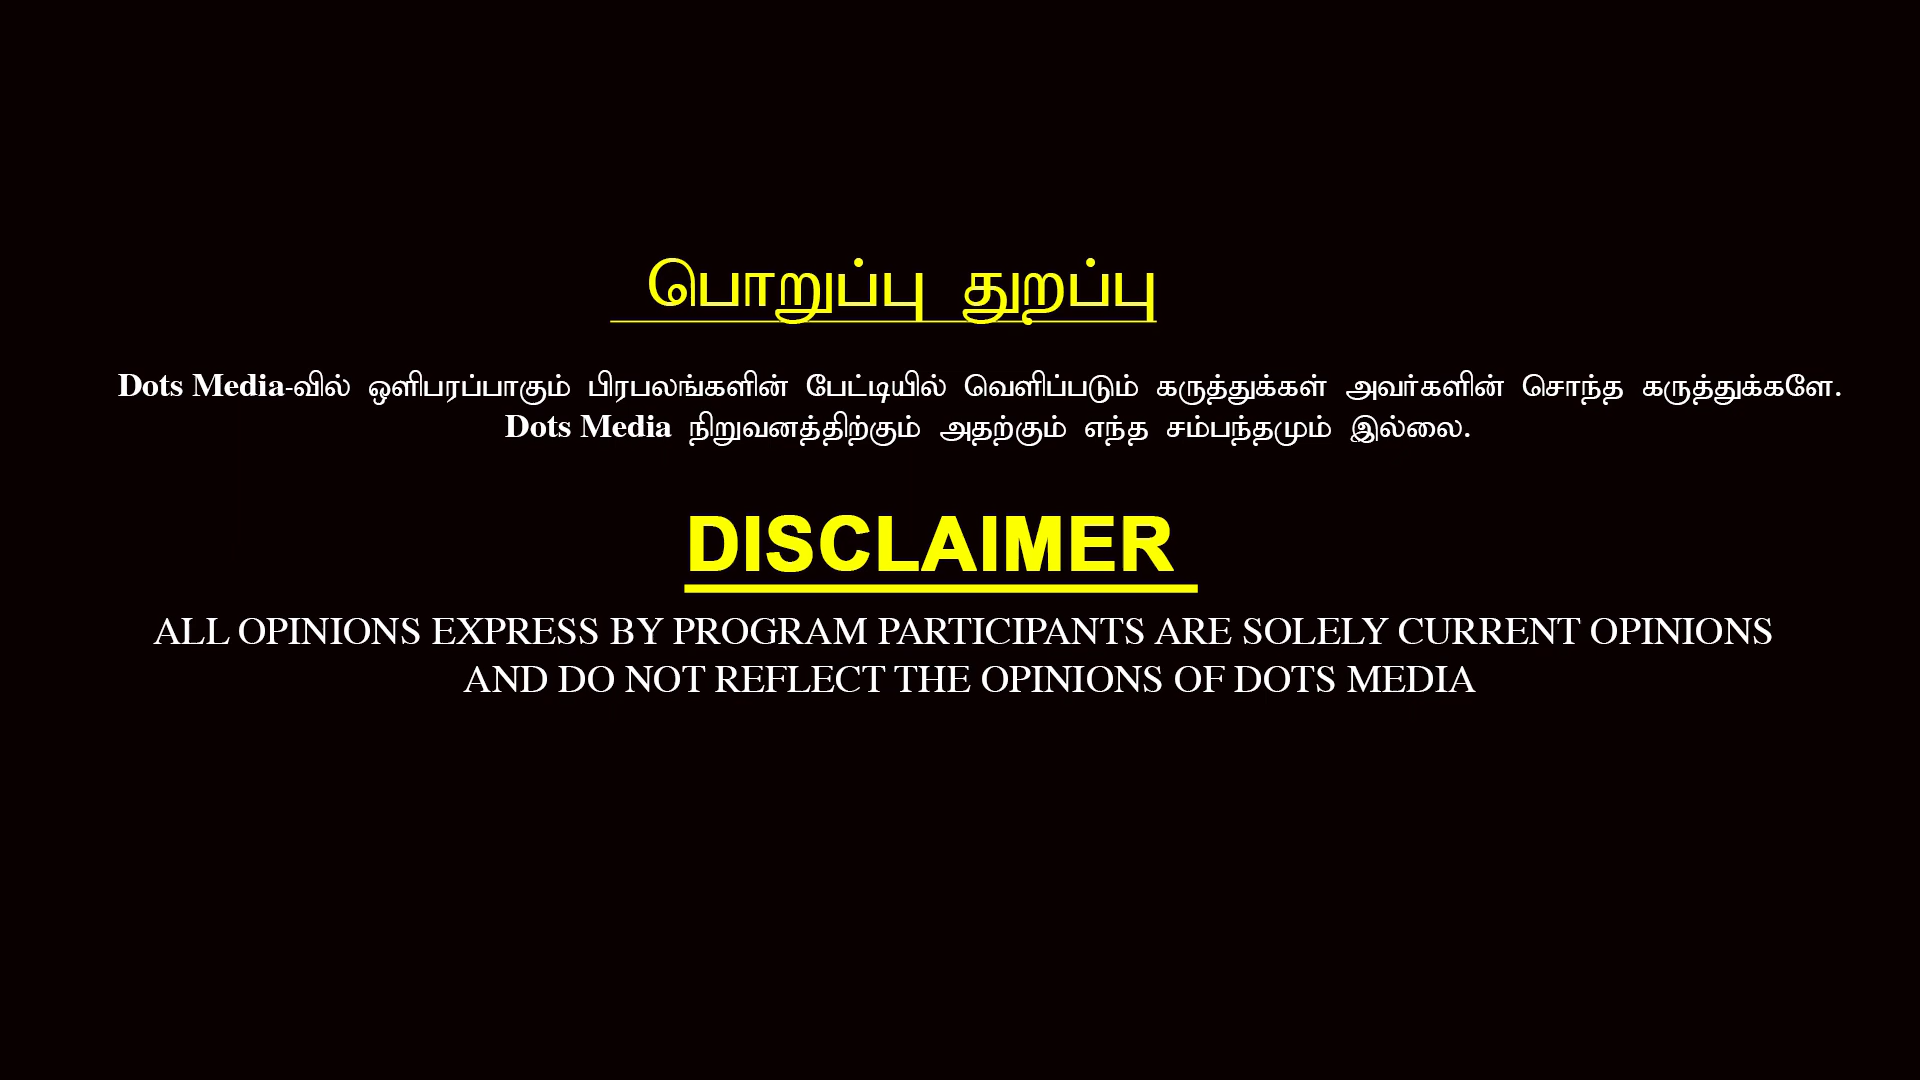 பொறுப்பு துறப்பு
Dots Media-வில் ஒளிபரப்பாகும் பிரபலங்களின் பேட்டியில் வெளிப்படும் கருத்துக்கள் அவர்களின் சொந்த கருத்துக்களே.
Dots Media நிறுவனத்திற்கும் அதற்கும் எந்த சம்பந்தமும் இல்லை.
DISCLAIMER
ALL OPINIONS EXPRESS BY PROGRAM PARTICIPANTS ARE SOLELY CURRENT OPINIONS
AND DO NOT REFLECT THE OPINIONS OF DOTS MEDIA